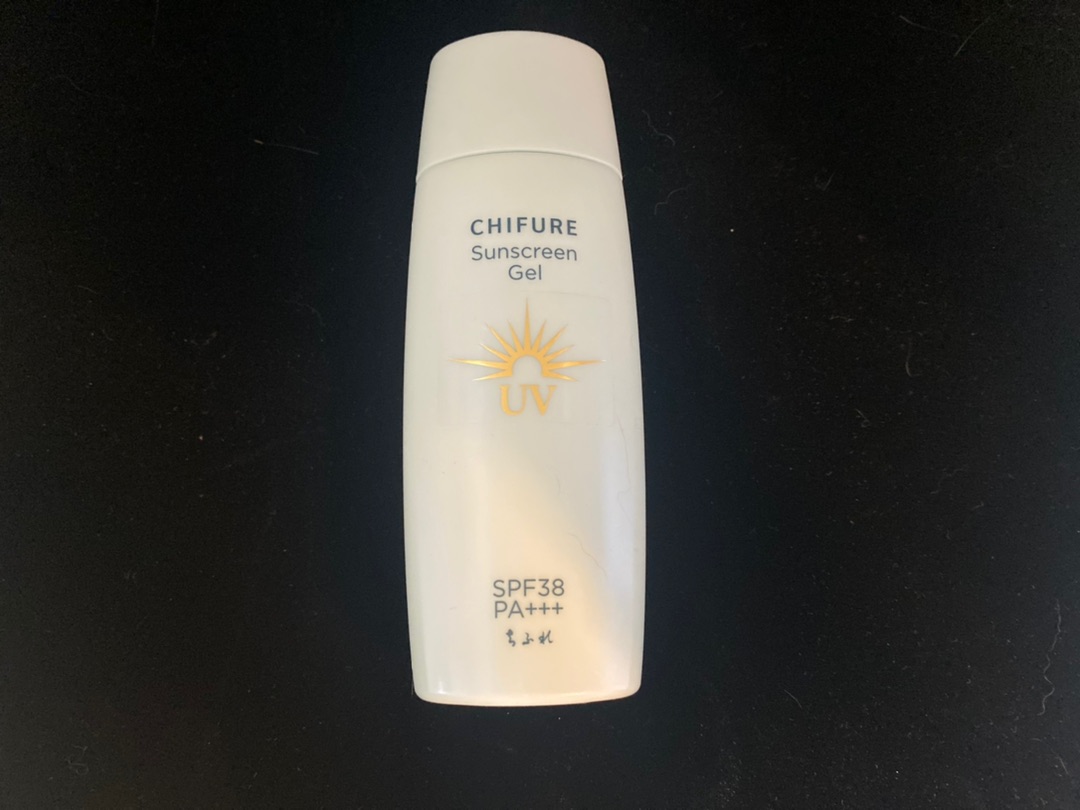 CHIFURE
Sunscreen
Gel
UV
SPF38
PA+++
ちふれ